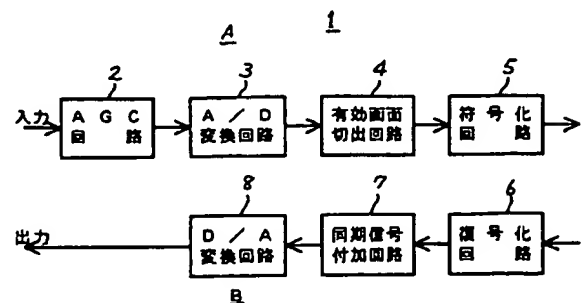 A 1
2 3 4 5
入力
AGC
回路
A/D
変換回路
有効画面
切出回路
符号化
回路
8 7 6
出力
D/A
変換回路
同期信号
付加回路
復号化
回路
B